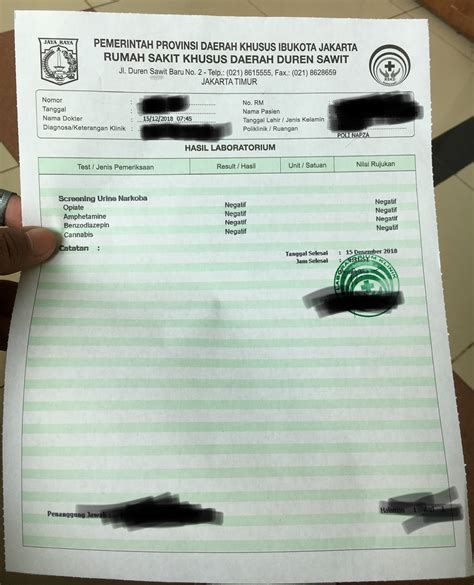 JAYA RAYA
PEMERINTAH PROVINSI DAERAH KHUSUS IBUKOTA JAKARTA
RUMAH SAKIT KHUSUS DAERAH DUREN SAWIT
Jl. Duren Sawit Baru No. 2 - Telp.: (021) 8615555, Fax.: (021) 8628659
JAKARTA TIMUR
Nomor :
Tanggal : 15/12/2018 07:45
Nama Dokter :
Diagnosa/Keterangan Klinik :
No. RM
Nama Pasien
Tanggal Lahir / Jenis Kelamin
Poliklinik / Ruangan : POLI NAPZA
HASIL LABORATORIUM
Test / Jenis Pemeriksaan Result / Hasil Unit / Satuan Nilai Rujukan
Screening Urine Narkoba
Opiate Negatif Negatif
Amphetamine Negatif Negatif
Benzodiazepin Negatif Negatif
Cannabis Negatif Negatif
Catatan :
Tanggal Selesai : 15 Desember 2018
Jam Selesai :
Penanggung Jawab :
Halaman :